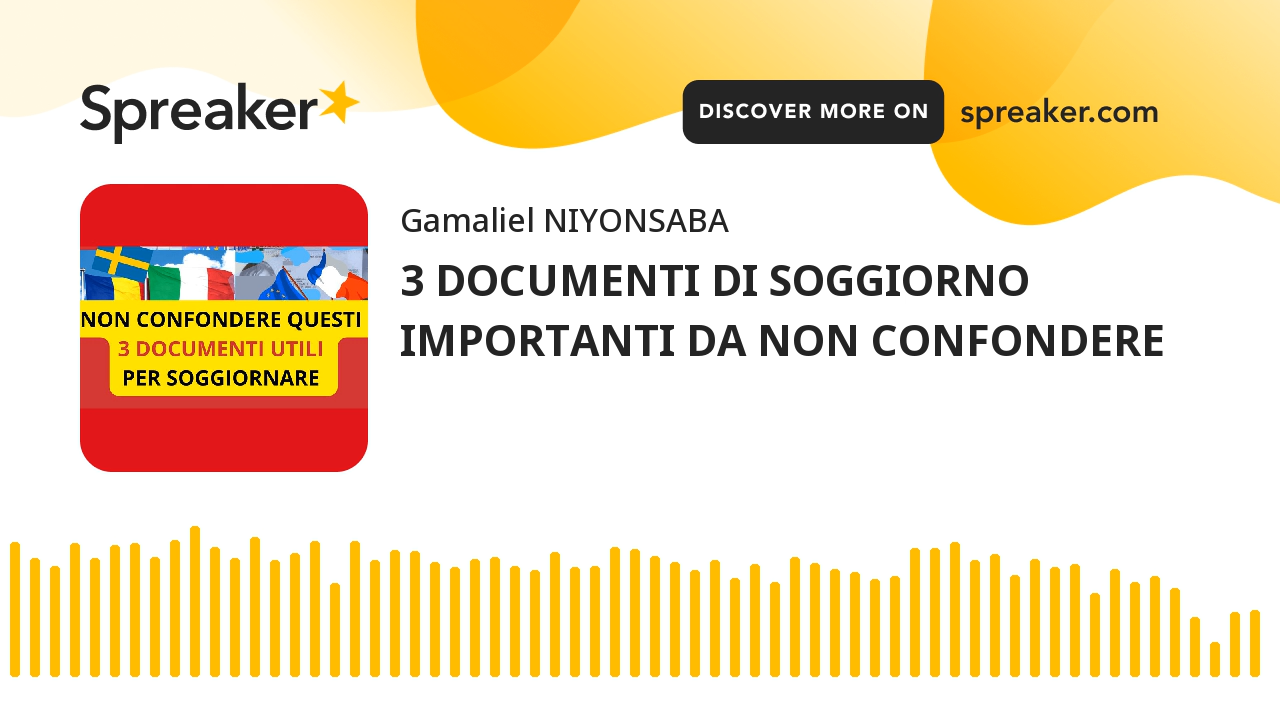 Spreaker
DISCOVER MORE ON
spreaker.com
Gamaliel NIYONSABA
3 DOCUMENTI DI SOGGIORNO
IMPORTANTI DA NON CONFONDERE
NON CONFONDERE QUESTI
3 DOCUMENTI UTILI
PER SOGGIORNARE